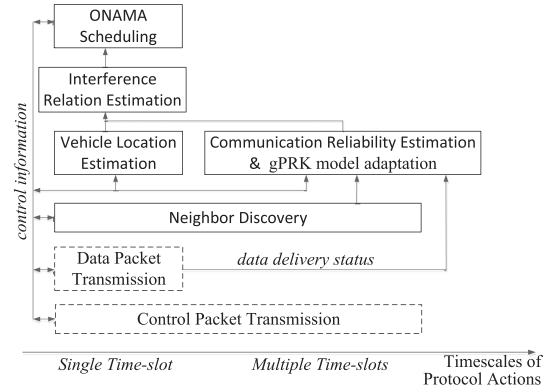 ONAMA
Scheduling
Interference
Relation Estimation
Vehicle Location
Estimation
Communication Reliability Estimation
& gPRK model adaptation
control information
Neighbor Discovery
Data Packet
Transmission
data delivery status
Control Packet Transmission
Single Time-slot
Multiple Time-slots
Timescales of
Protocol Actions